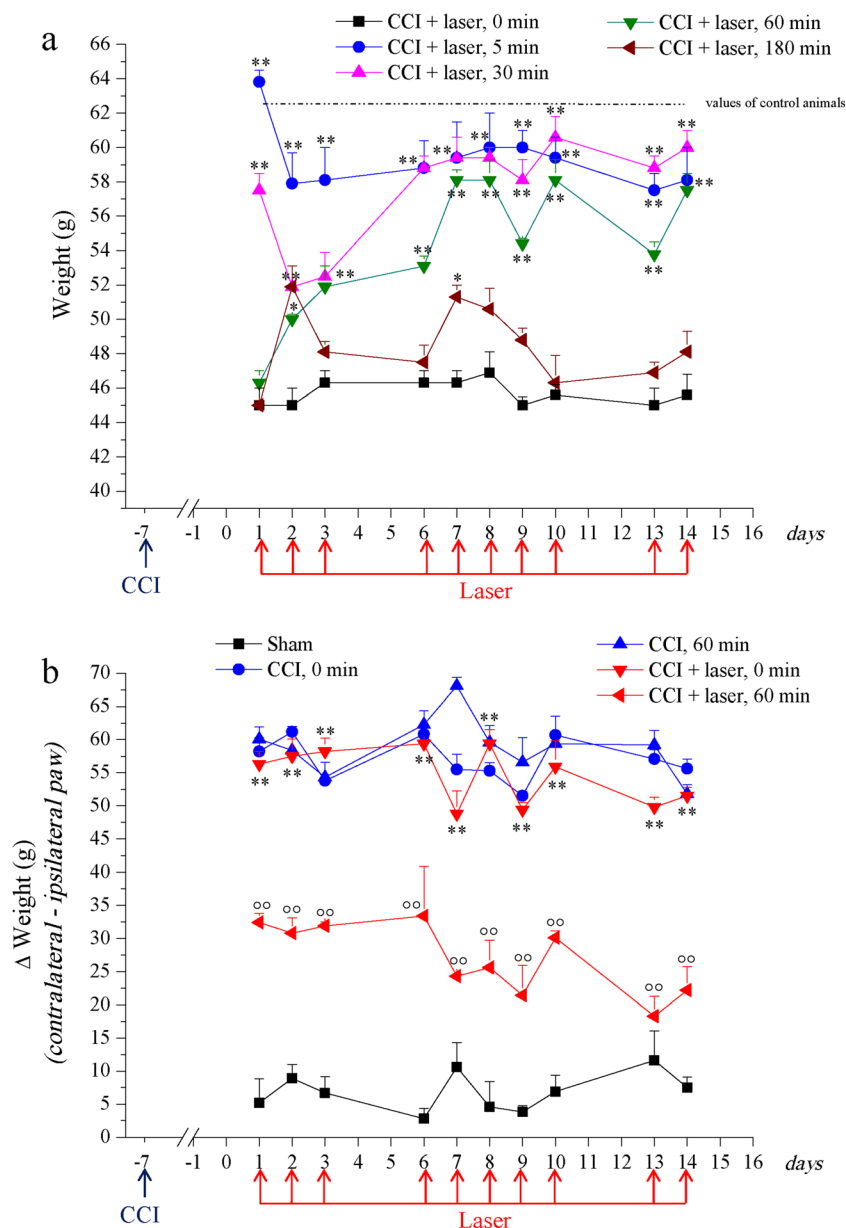 a
CCI + laser, 0 min
CCI + laser, 5 min
CCI + laser, 30 min
CCI + laser, 60 min
CCI + laser, 180 min
values of control animals
Weight (g)
66
64
62
60
58
56
54
52
50
48
46
44
42
40
** ** ** ** ** ** ** ** ** **
** ** ** ** ** **
** * ** ** ** ** ** ** ** **
*
-7 -1 0 1 2 3 6 7 8 9 10 11 12 13 14 15 16 days
CCI
Laser
b
Sham
CCI, 0 min
CCI, 60 min
CCI + laser, 0 min
CCI + laser, 60 min
Δ Weight (g)
(contralateral - ipsilateral paw)
70
65
60
55
50
45
40
35
30
25
20
15
10
5
0
** ** ** ** ** ** ** ** ** **
°° °° °° °° °° °° °° °° °° °°
-7 -1 0 1 2 3 6 7 8 9 10 11 12 13 14 15 16 days
CCI
Laser